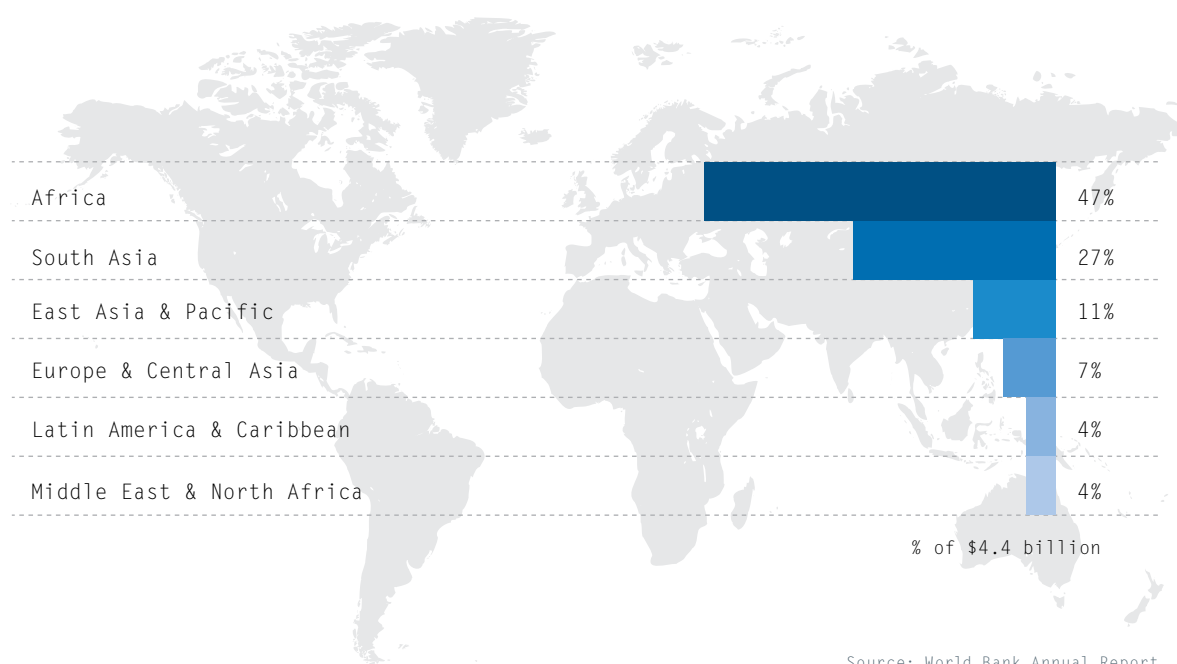 Africa 47%
South Asia 27%
East Asia & Pacific 11%
Europe & Central Asia 7%
Latin America & Caribbean 4%
Middle East & North Africa 4%
% of $4.4 billion
Source: World Bank Annual Report